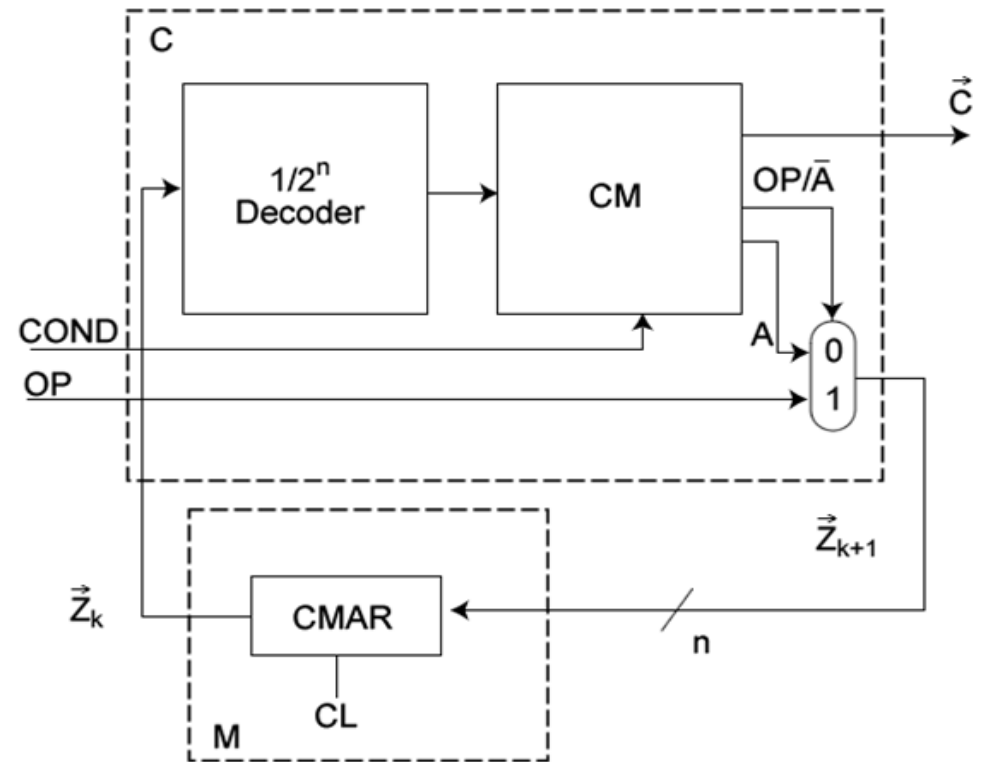 C
1/2ⁿ
Decoder
CM
C⃗
OP/Ā
COND
A
0
OP
1
Z⃗ₖ₊₁
Z⃗ₖ
CMAR
n
CL
M